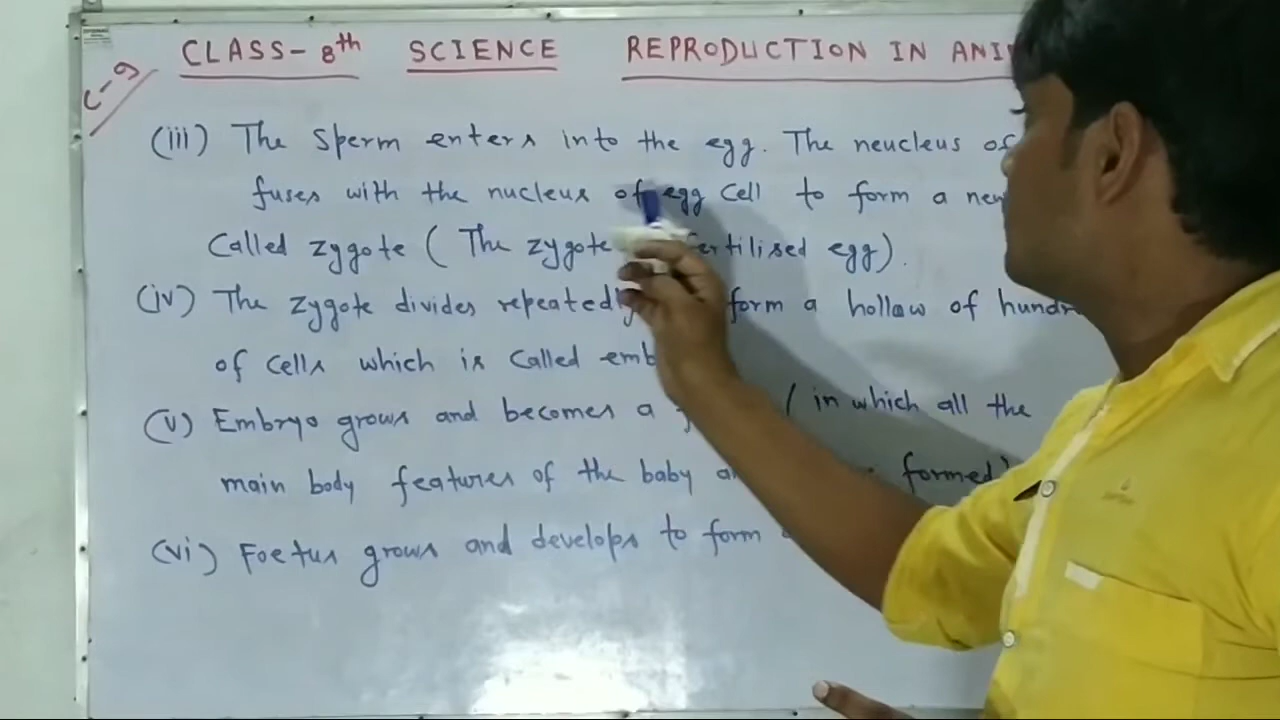 C-9
CLASS-8th SCIENCE REPRODUCTION IN ANI
(iii) The Sperm enters into the egg. The neucleus of
fuses with the nucleus of egg Cell to form a new
Called Zygote ( The Zygote fertilised egg).
(iv) The Zygote divides repeatedly form a hollow of hundr
of Cells which is Called emb
(v) Embryo grows and becomes a ( in which all the
main body features of the baby formed)
(vi) Foetus grows and develops to form